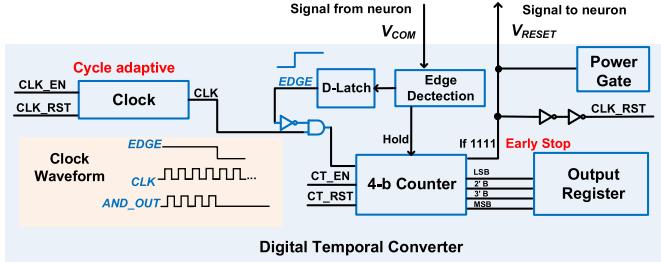 Signal from neuron
Signal to neuron
VCOM
VRESET
Cycle adaptive
CLK_EN
CLK_RST
Clock
CLK
EDGE
D-Latch
Edge
Dectection
Power
Gate
CLK_RST
Hold
If 1111
Early Stop
Clock
Waveform
EDGE
CLK
...
AND_OUT
CT_EN
CT_RST
4-b Counter
LSB
2' B
3' B
MSB
Output
Register
Digital Temporal Converter